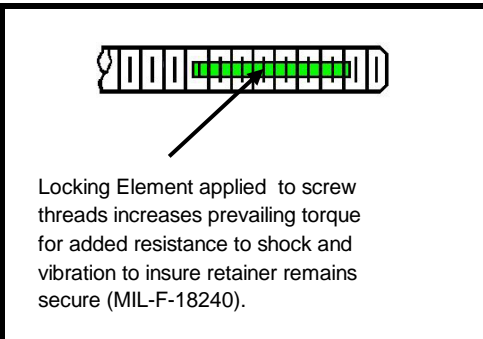 Locking Element applied to screw
threads increases prevailing torque
for added resistance to shock and
vibration to insure retainer remains
secure (MIL-F-18240).